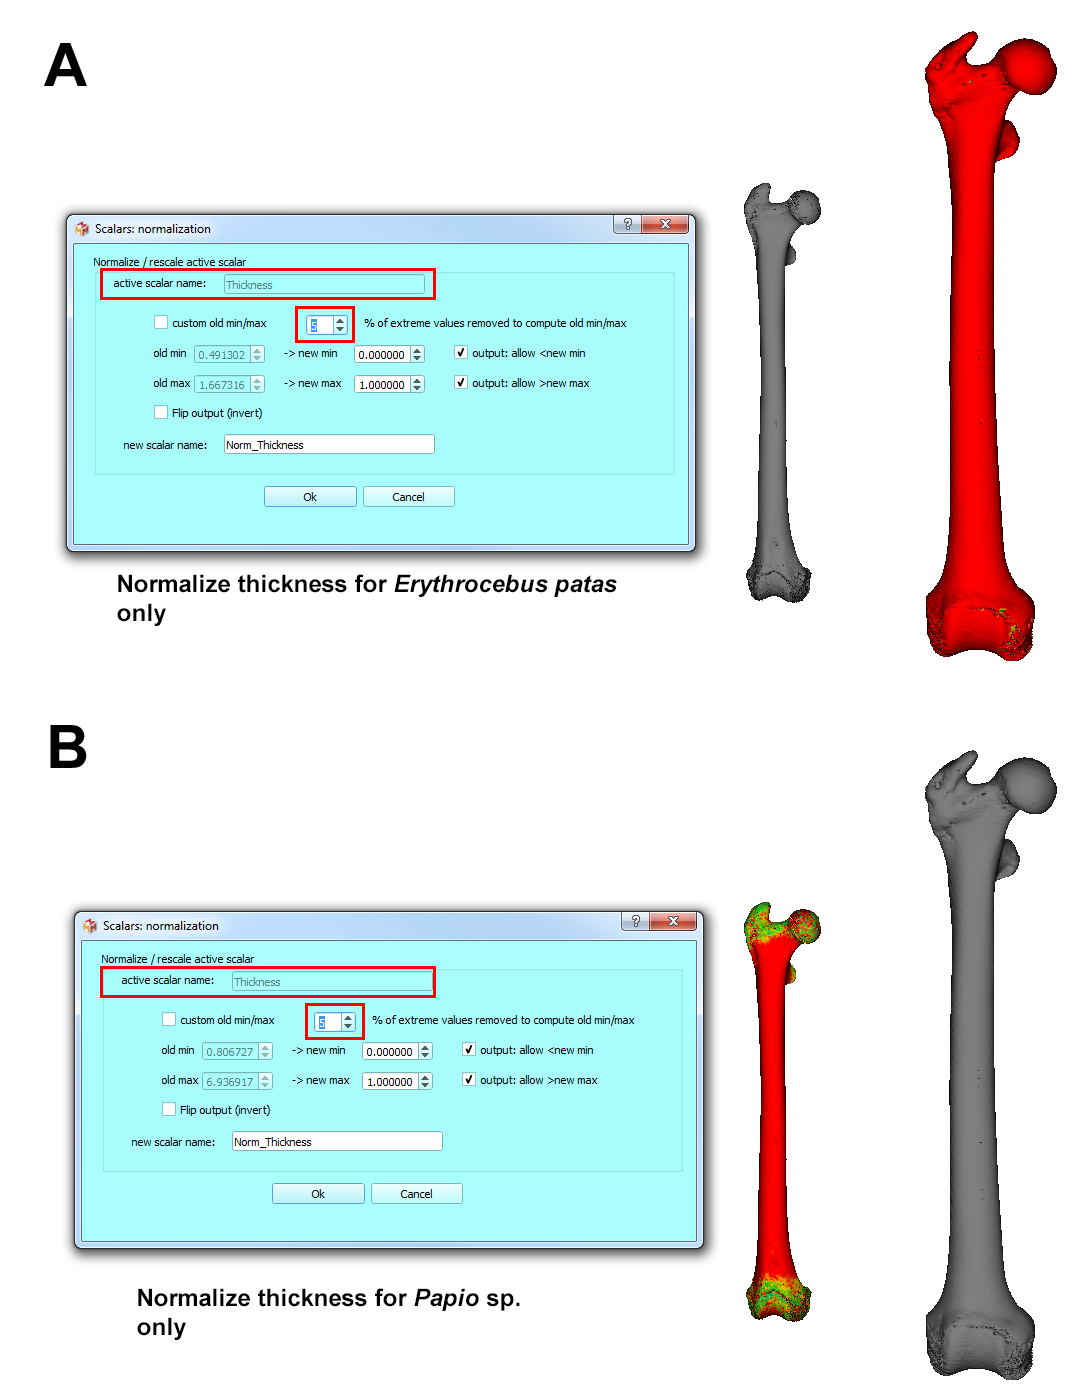 A
Scalars: normalization
?
X
Normalize / rescale active scalar
active scalar name: Thickness
custom old min/max 5 % of extreme values removed to compute old min/max
old min 0.491302 -> new min 0.000000 output: allow <new min
old max 1.667316 -> new max 1.000000 output: allow >new max
Flip output (invert)
new scalar name: Norm_Thickness
Ok Cancel
Normalize thickness for Erythrocebus patas
only
B
Scalars: normalization
?
X
Normalize / rescale active scalar
active scalar name: Thickness
custom old min/max 5 % of extreme values removed to compute old min/max
old min 0.806727 -> new min 0.000000 output: allow <new min
old max 6.936917 -> new max 1.000000 output: allow >new max
Flip output (invert)
new scalar name: Norm_Thickness
Ok Cancel
Normalize thickness for Papio sp.
only